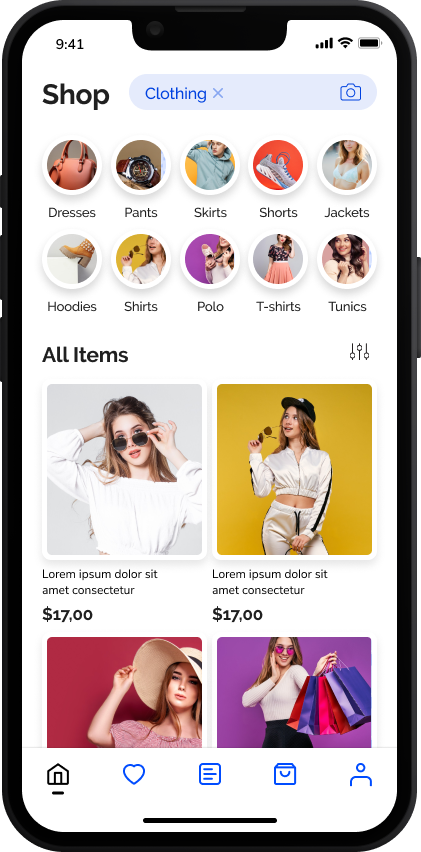 9:41
Shop
Clothing ×
Dresses Pants Skirts Shorts Jackets
Hoodies Shirts Polo T-shirts Tunics
All Items
Lorem ipsum dolor sit
amet consectetur
$17,00
Lorem ipsum dolor sit
amet consectetur
$17,00